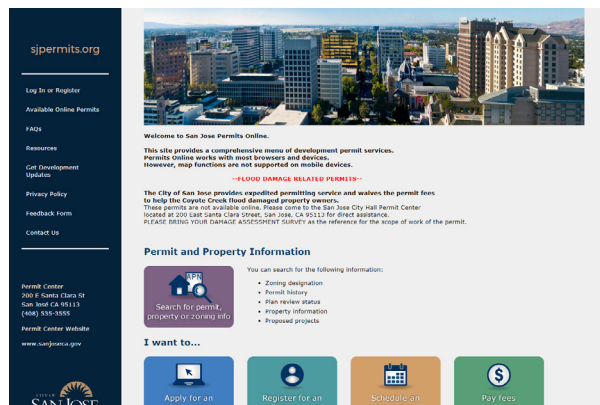 sjpermits.org
Log In or Register
Available Online Permits
FAQs
Resources
Get Development
Updates
Privacy Policy
Feedback Form
Contact Us
Permit Center
200 E Santa Clara St
San José CA 95113
(408) 535-3555
Permit Center Website
www.sanjoseca.gov
CITY OF
SAN JOSE
Welcome to San Jose Permits Online.
This site provides a comprehensive menu of development permit services.
Permits Online works with most browsers and devices.
However, map functions are not supported on mobile devices.
--FLOOD DAMAGE RELATED PERMITS--
The City of San Jose provides expedited permitting service and waives the permit fees
to help the Coyote Creek flood damaged property owners.
These permits are not available online. Please come to the San Jose City Hall Permit Center
located at 200 East Santa Clara Street, San Jose, CA 95113 for direct assistance.
PLEASE BRING YOUR DAMAGE ASSESSMENT SURVEY as the reference for the scope of work of the permit.
Permit and Property Information
APN
Search for permit,
property or zoning info
You can search for the following information:
• Zoning designation
• Permit history
• Plan review status
• Property information
• Proposed projects
I want to...
Apply for an
Register for an
Schedule an
$
Pay fees